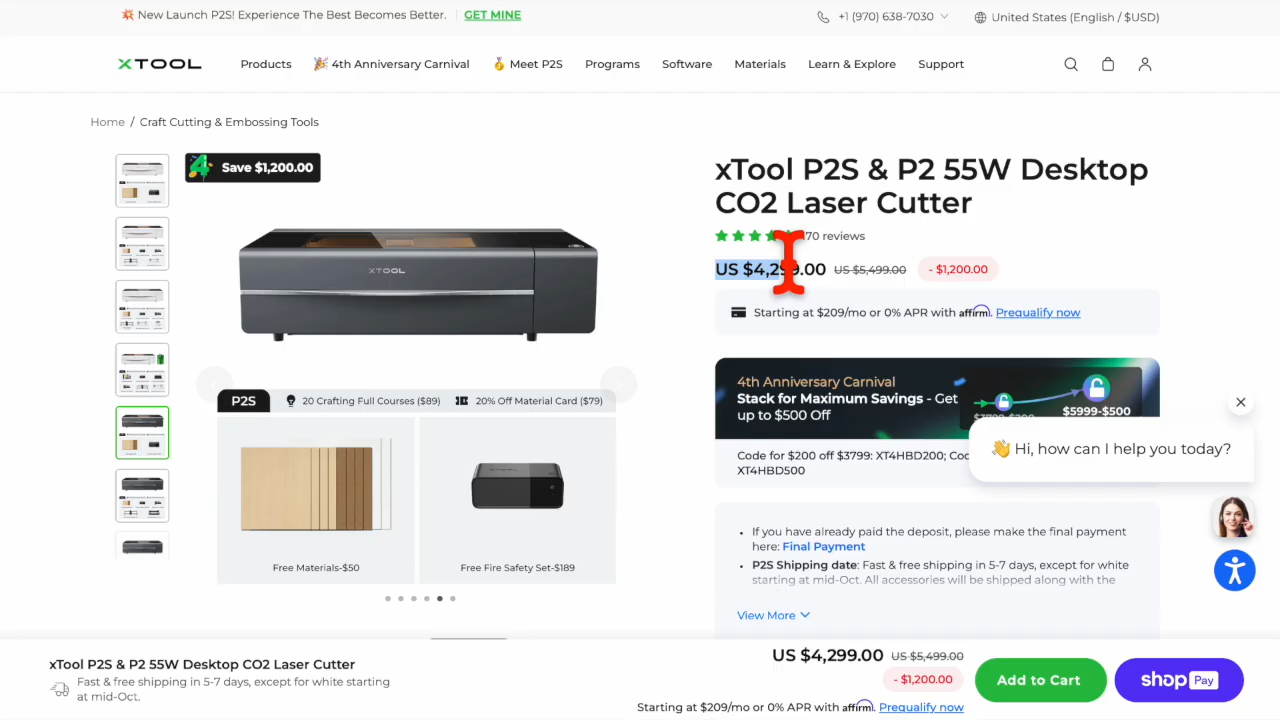 💥 New Launch P2S! Experience The Best Becomes Better. GET MINE
+1 (970) 638-7030
United States (English / $USD)
XTOOL
Products
🎉 4th Anniversary Carnival
🏅 Meet P2S
Programs
Software
Materials
Learn & Explore
Support
Home / Craft Cutting & Embossing Tools
4 Save $1,200.00
XTOOL
P2S
20 Crafting Full Courses ($89)
20% Off Material Card ($79)
Free Materials-$50
Free Fire Safety Set-$189
xTool P2S & P2 55W Desktop
CO2 Laser Cutter
70 reviews
US $4,299.00 US $5,499.00 - $1,200.00
Starting at $209/mo or 0% APR with affirm. Prequalify now
4th Anniversary Carnival
Stack for Maximum Savings - Get
up to $500 Off
$5999-$500
Code for $200 off $3799: XT4HBD200;
XT4HBD500
👋 Hi, how can I help you today?
• If you have already paid the deposit, please make the final payment
here: Final Payment
• P2S Shipping date: Fast & free shipping in 5-7 days, except for white
starting at mid-Oct. All accessories will be shipped along with the
View More
xTool P2S & P2 55W Desktop CO2 Laser Cutter
Fast & free shipping in 5-7 days, except for white starting
at mid-Oct.
US $4,299.00 US $5,499.00
- $1,200.00
Starting at $209/mo or 0% APR with affirm. Prequalify now
Add to Cart
shop Pay